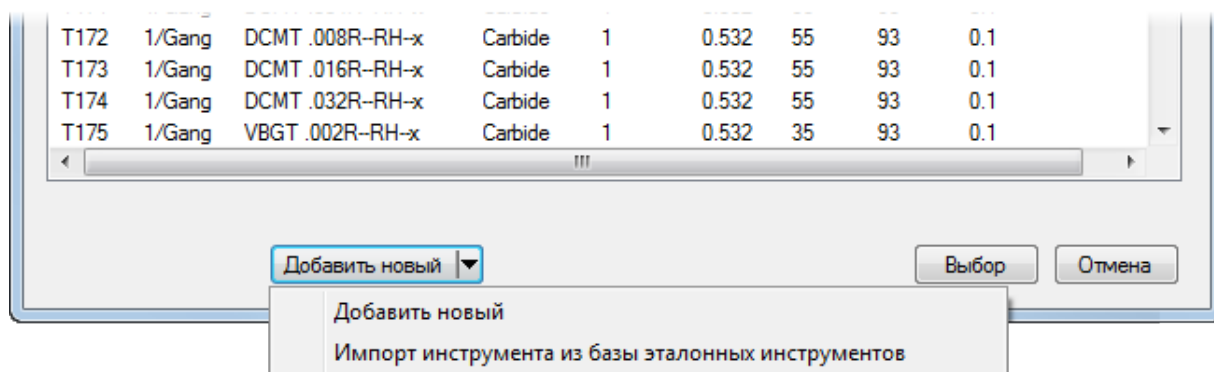 T172 1/Gang DCMT .008R--RH--x Carbide 1 0.532 55 93 0.1
T173 1/Gang DCMT .016R--RH--x Carbide 1 0.532 55 93 0.1
T174 1/Gang DCMT .032R--RH--x Carbide 1 0.532 55 93 0.1
T175 1/Gang VBGT .002R--RH--x Carbide 1 0.532 35 93 0.1
Добавить новый Выбор Отмена
Добавить новый
Импорт инструмента из базы эталонных инструментов